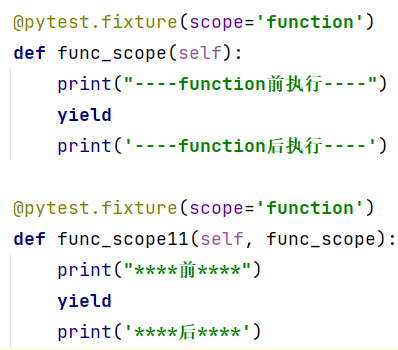 @pytest.fixture(scope='function')
def func_scope(self):
    print("----function前执行----")
    yield
    print('----function后执行----')
@pytest.fixture(scope='function')
def func_scope11(self, func_scope):
    print("****前****")
    yield
    print('****后****')